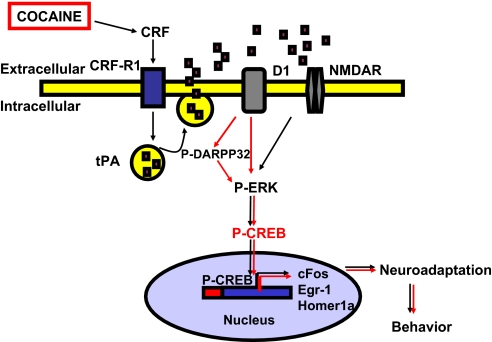 COCAINE
CRF
Extracellular
CRF-R1
D1
NMDAR
Intracellular
tPA
P-DARPP32
P-ERK
P-CREB
P-CREB
cFos
Egr-1
Homer1a
Nucleus
Neuroadaptation
Behavior